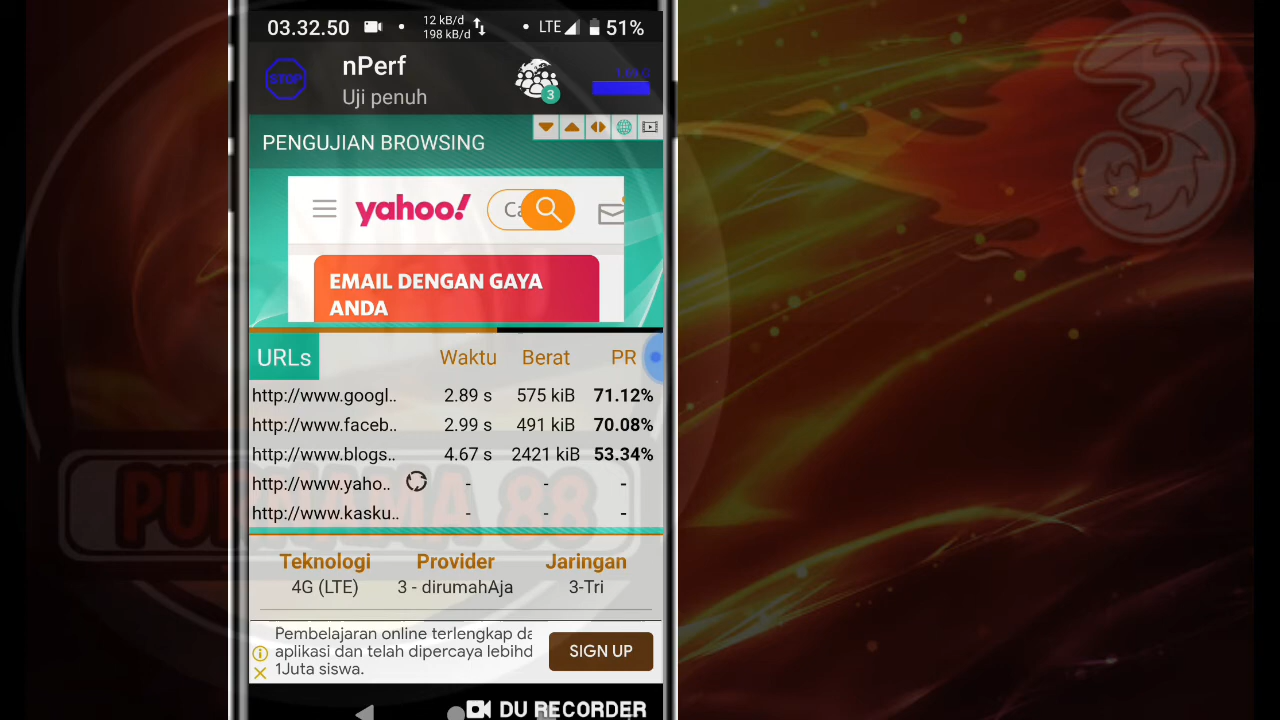 03.32.50
12 kB/d
198 kB/d
LTE
51%
STOP
nPerf
Uji penuh
3
PENGUJIAN BROWSING
yahoo!
Ca
EMAIL DENGAN GAYA
ANDA
URLs Waktu Berat PR
http://www.googl.. 2.89 s 575 kiB 71.12%
http://www.faceb.. 2.99 s 491 kiB 70.08%
http://www.blogs.. 4.67 s 2421 kiB 53.34%
http://www.yaho.. - - -
http://www.kasku.. - - -
Teknologi Provider Jaringan
4G (LTE) 3 - dirumahAja 3-Tri
Pembelajaran online terlengkap da
aplikasi dan telah dipercaya lebihd
1Juta siswa.
SIGN UP
DU RECORDER
PURNAMA 88
3